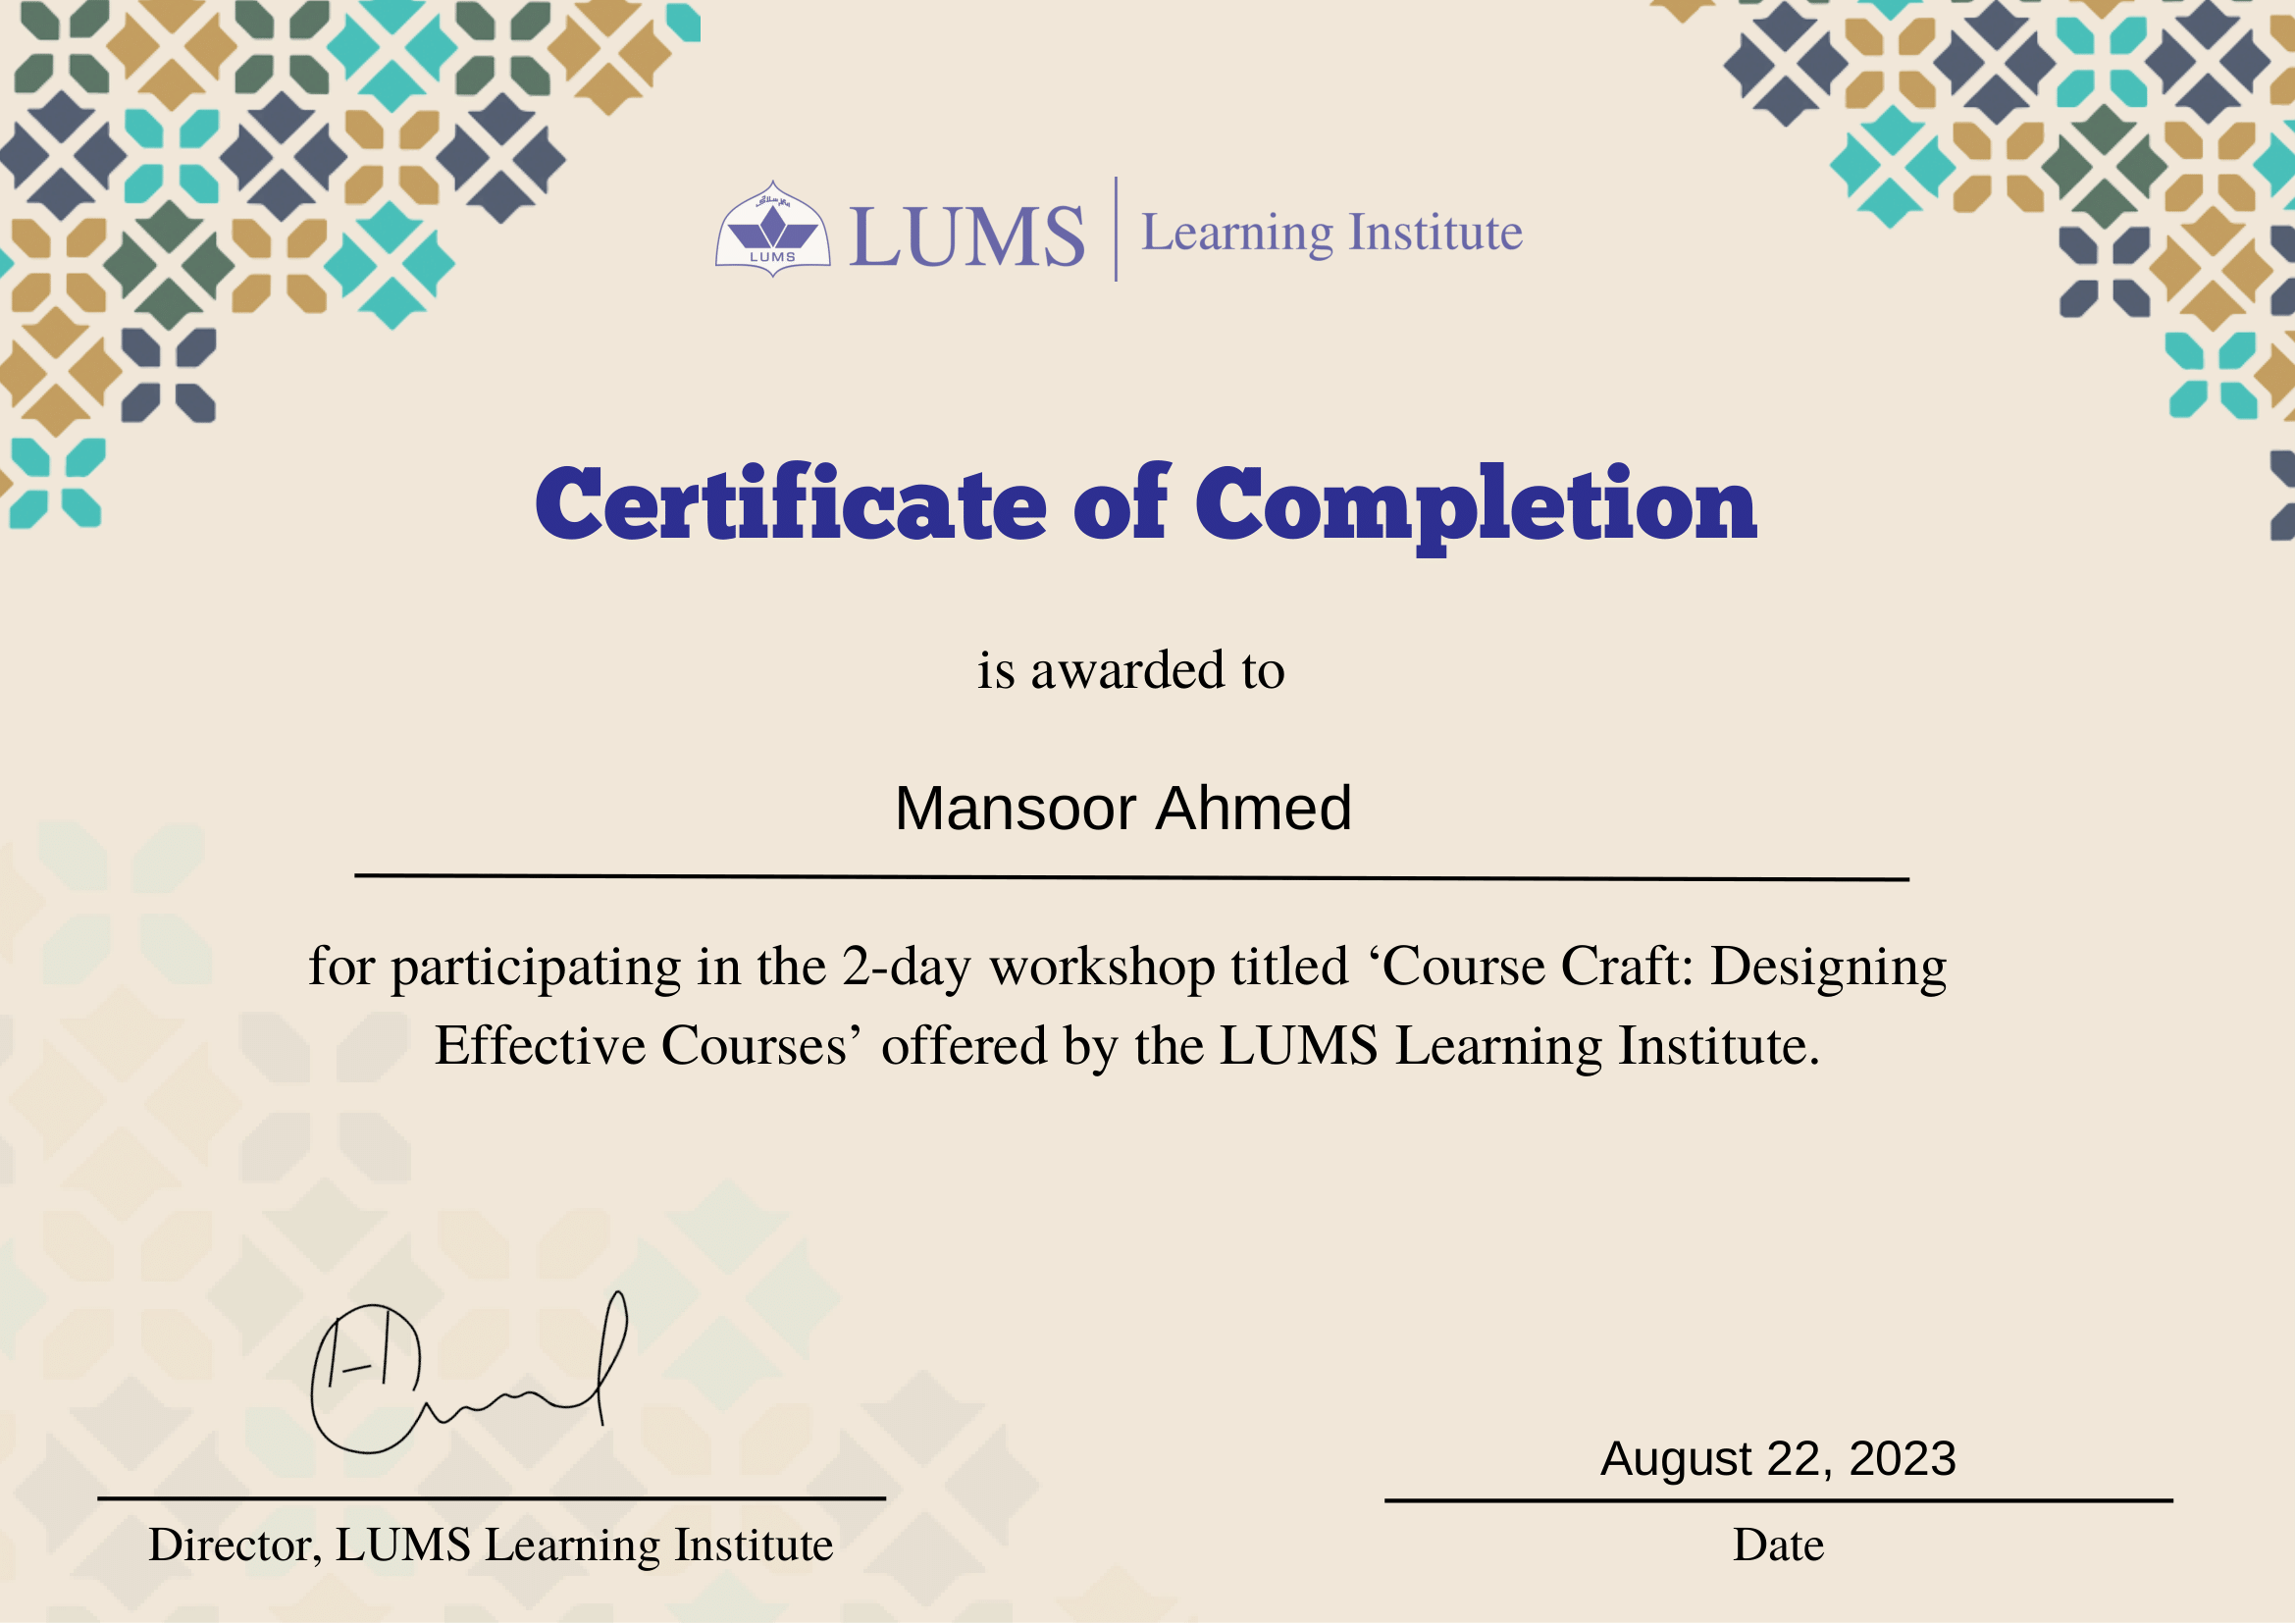 LUMS
LUMS
Learning Institute
Certificate of Completion
is awarded to
Mansoor Ahmed
for participating in the 2-day workshop titled ‘Course Craft: Designing
Effective Courses’ offered by the LUMS Learning Institute.
August 22, 2023
Director, LUMS Learning Institute
Date